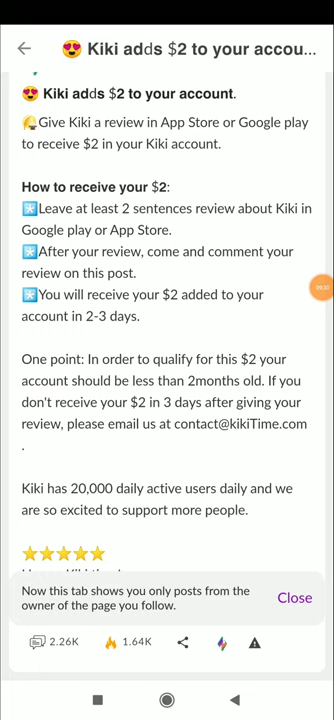 😍 Kiki adds $2 to your accou...
😍 Kiki adds $2 to your account.
Give Kiki a review in App Store or Google play
to receive $2 in your Kiki account.
How to receive your $2:
*️⃣Leave at least 2 sentences review about Kiki in
Google play or App Store.
*️⃣After your review, come and comment your
review on this post.
*️⃣You will receive your $2 added to your
account in 2-3 days.
09:30
One point: In order to qualify for this $2 your
account should be less than 2months old. If you
don't receive your $2 in 3 days after giving your
review, please email us at contact@kikiTime.com
.
Kiki has 20,000 daily active users daily and we
are so excited to support more people.
⭐⭐⭐⭐⭐
Now this tab shows you only posts from the
owner of the page you follow.
Close
2.26K
1.64K